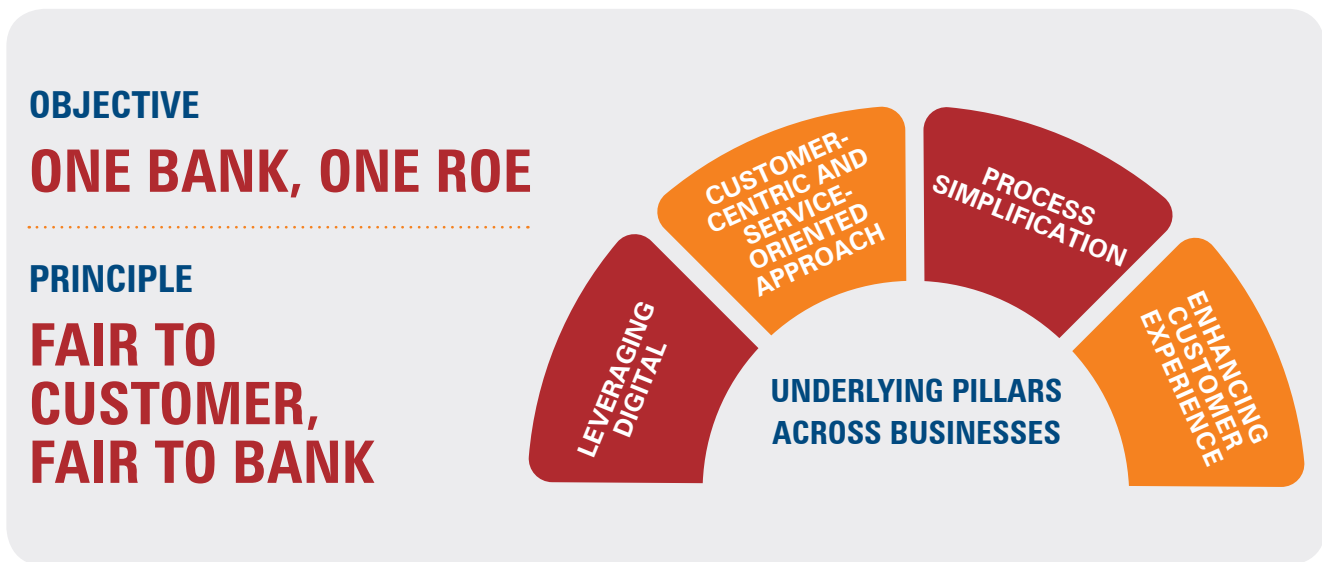 OBJECTIVE
ONE BANK, ONE ROE
PRINCIPLE
FAIR TO
CUSTOMER,
FAIR TO BANK
LEVERAGING
DIGITAL
CUSTOMER-
CENTRIC AND
SERVICE-
ORIENTED
APPROACH
PROCESS
SIMPLIFICATION
ENHANCING
CUSTOMER
EXPERIENCE
UNDERLYING PILLARS
ACROSS BUSINESSES